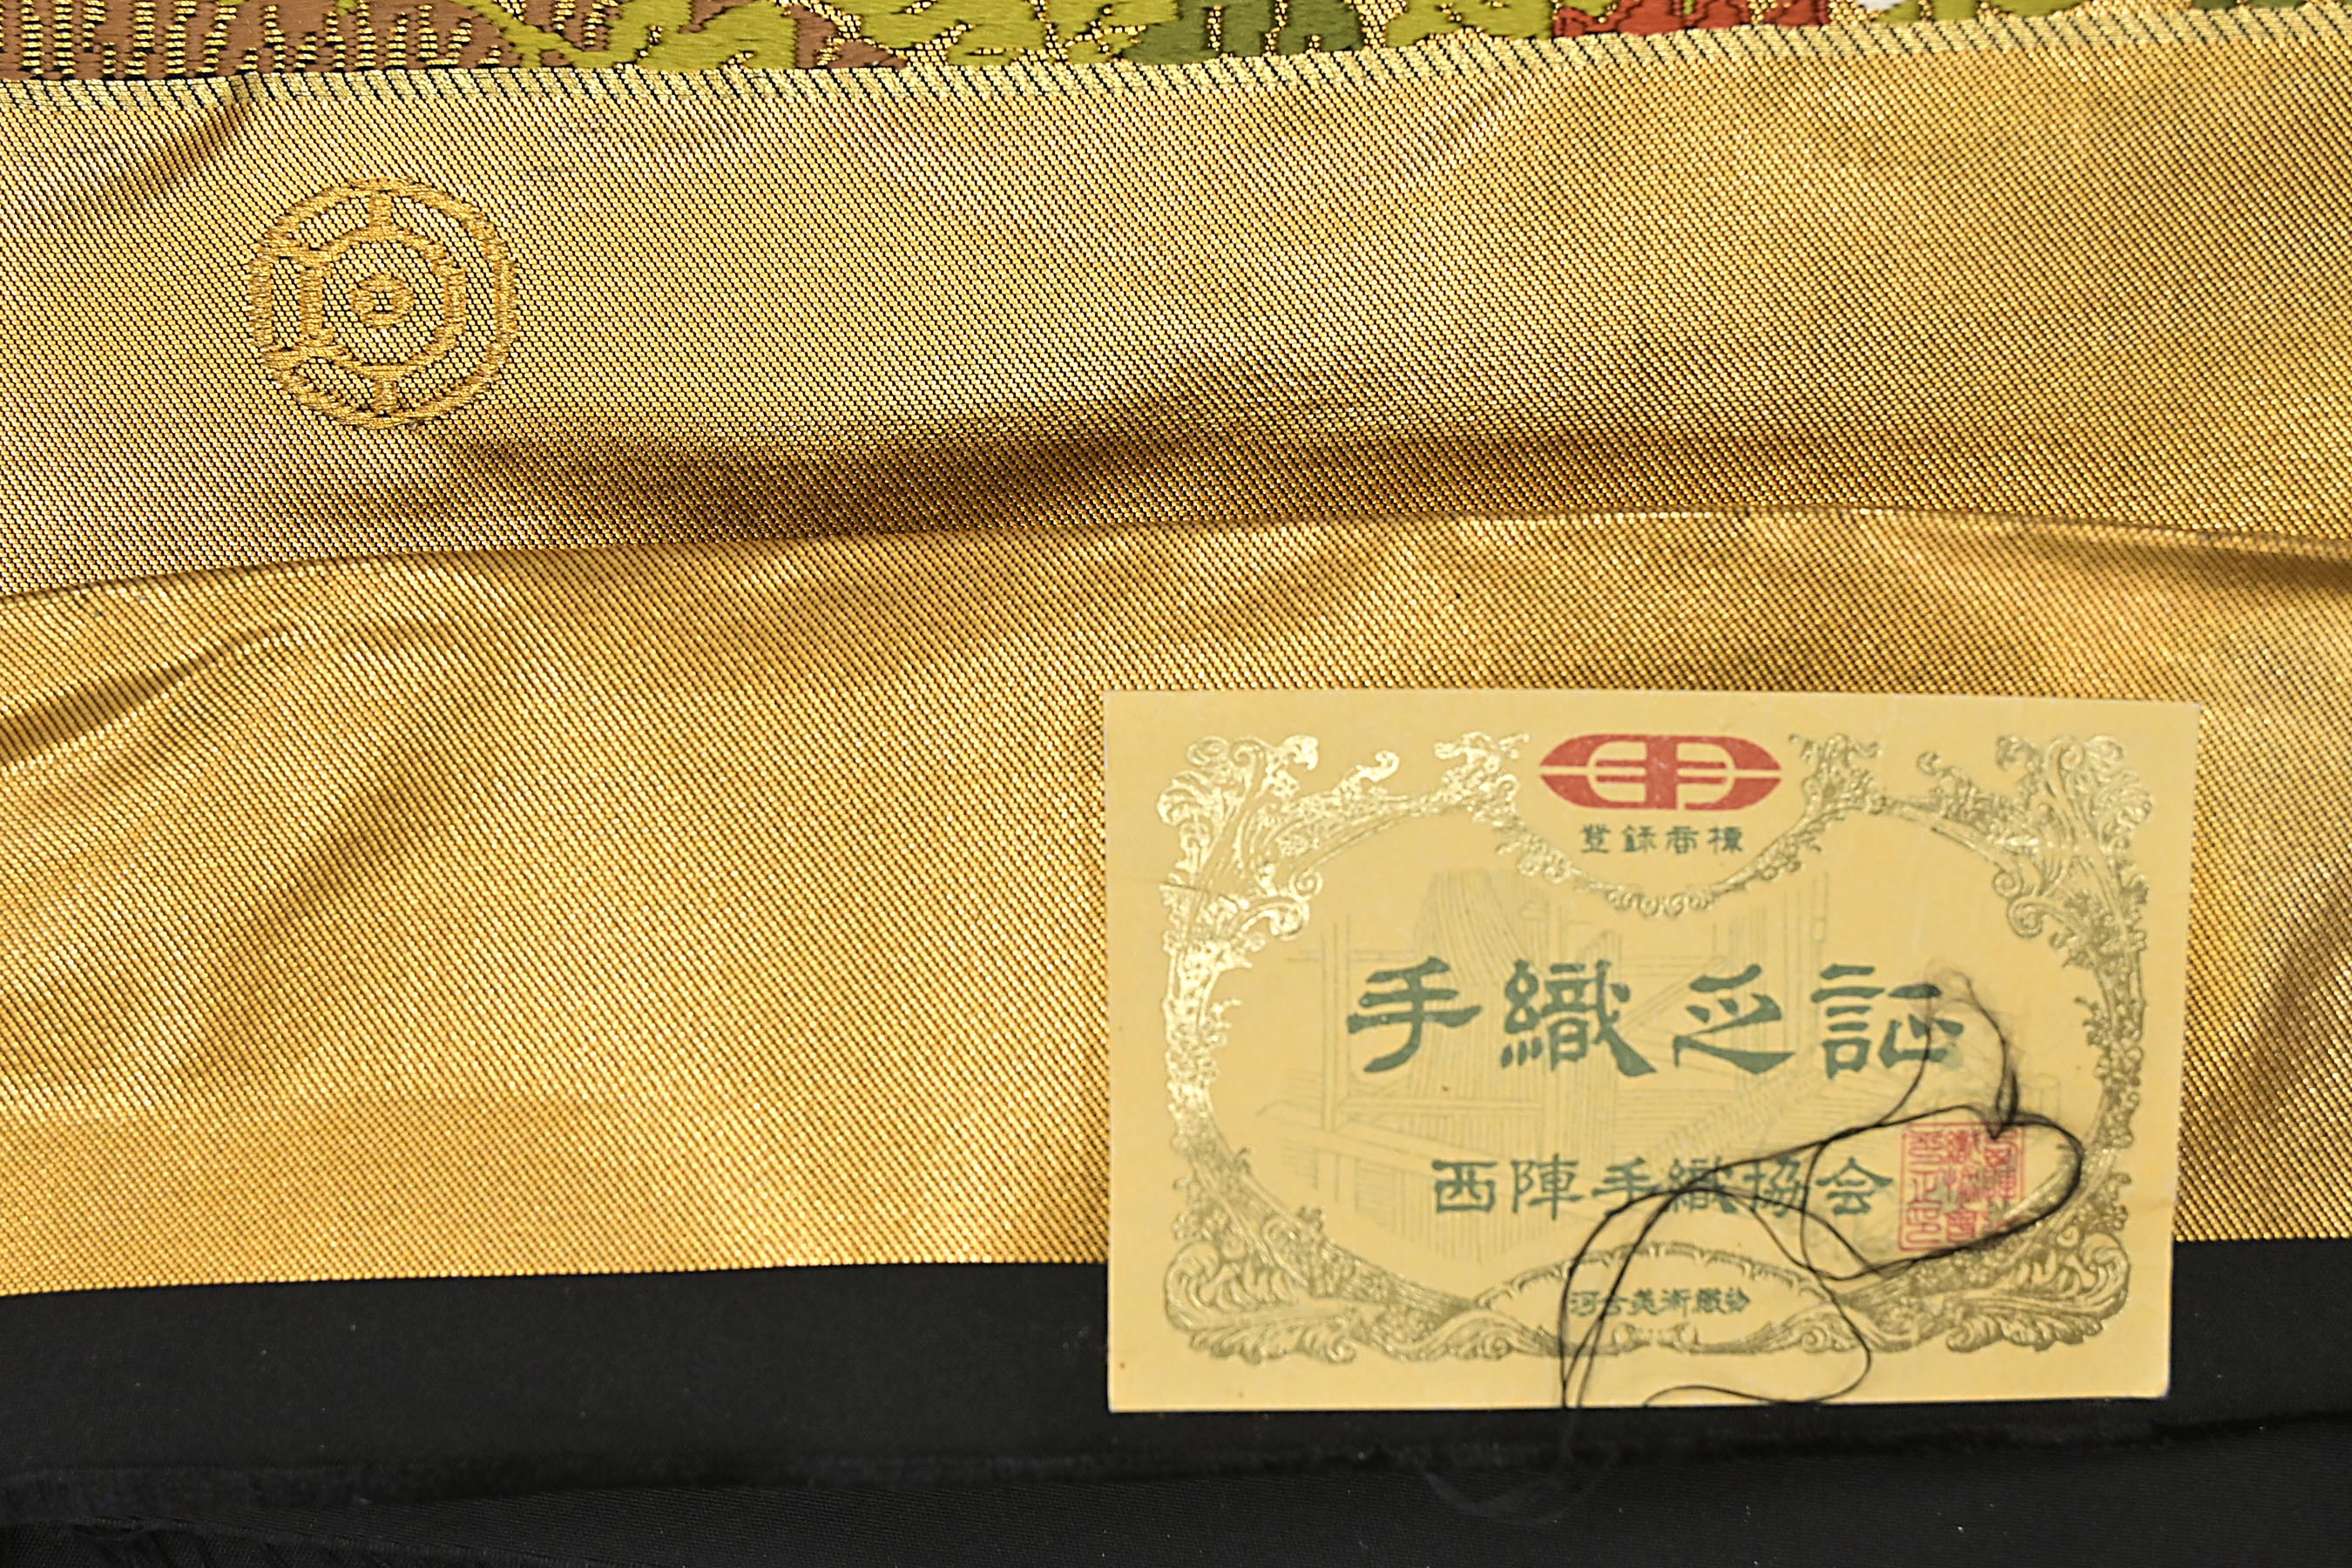 登録商標
手織之証
西陣手織協会
河合美術織物